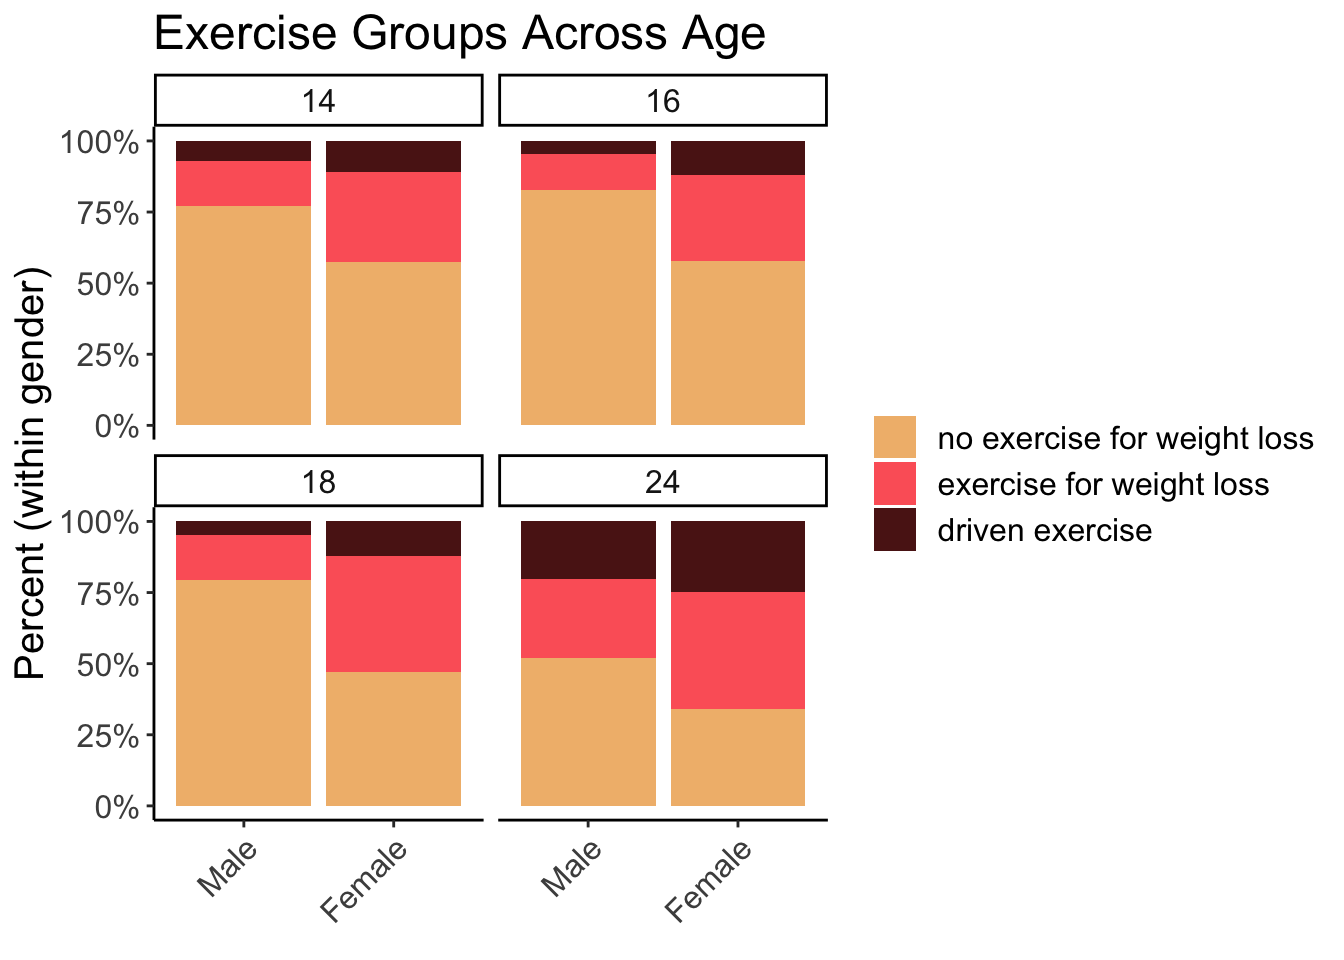 Exercise Groups Across Age
14
16
100%
75%
50%
25%
0%
Percent (within gender)
18
24
100%
75%
50%
25%
0%
Male
Female
Male
Female
no exercise for weight loss
exercise for weight loss
driven exercise